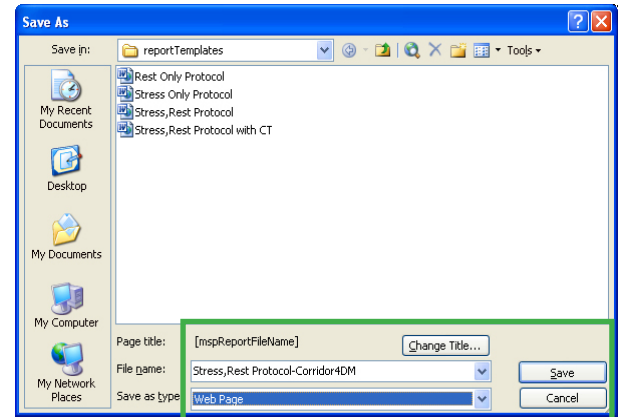 Save As
Save in:
reportTemplates
Tools
My Recent
Documents
Desktop
My Documents
My Computer
My Network
Places
Rest Only Protocol
Stress Only Protocol
Stress,Rest Protocol
Stress,Rest Protocol with CT
Page title:
[mspReportFileName]
Change Title...
File name:
Stress,Rest Protocol-Corridor4DM
Save
Save as type
Web Page
Cancel